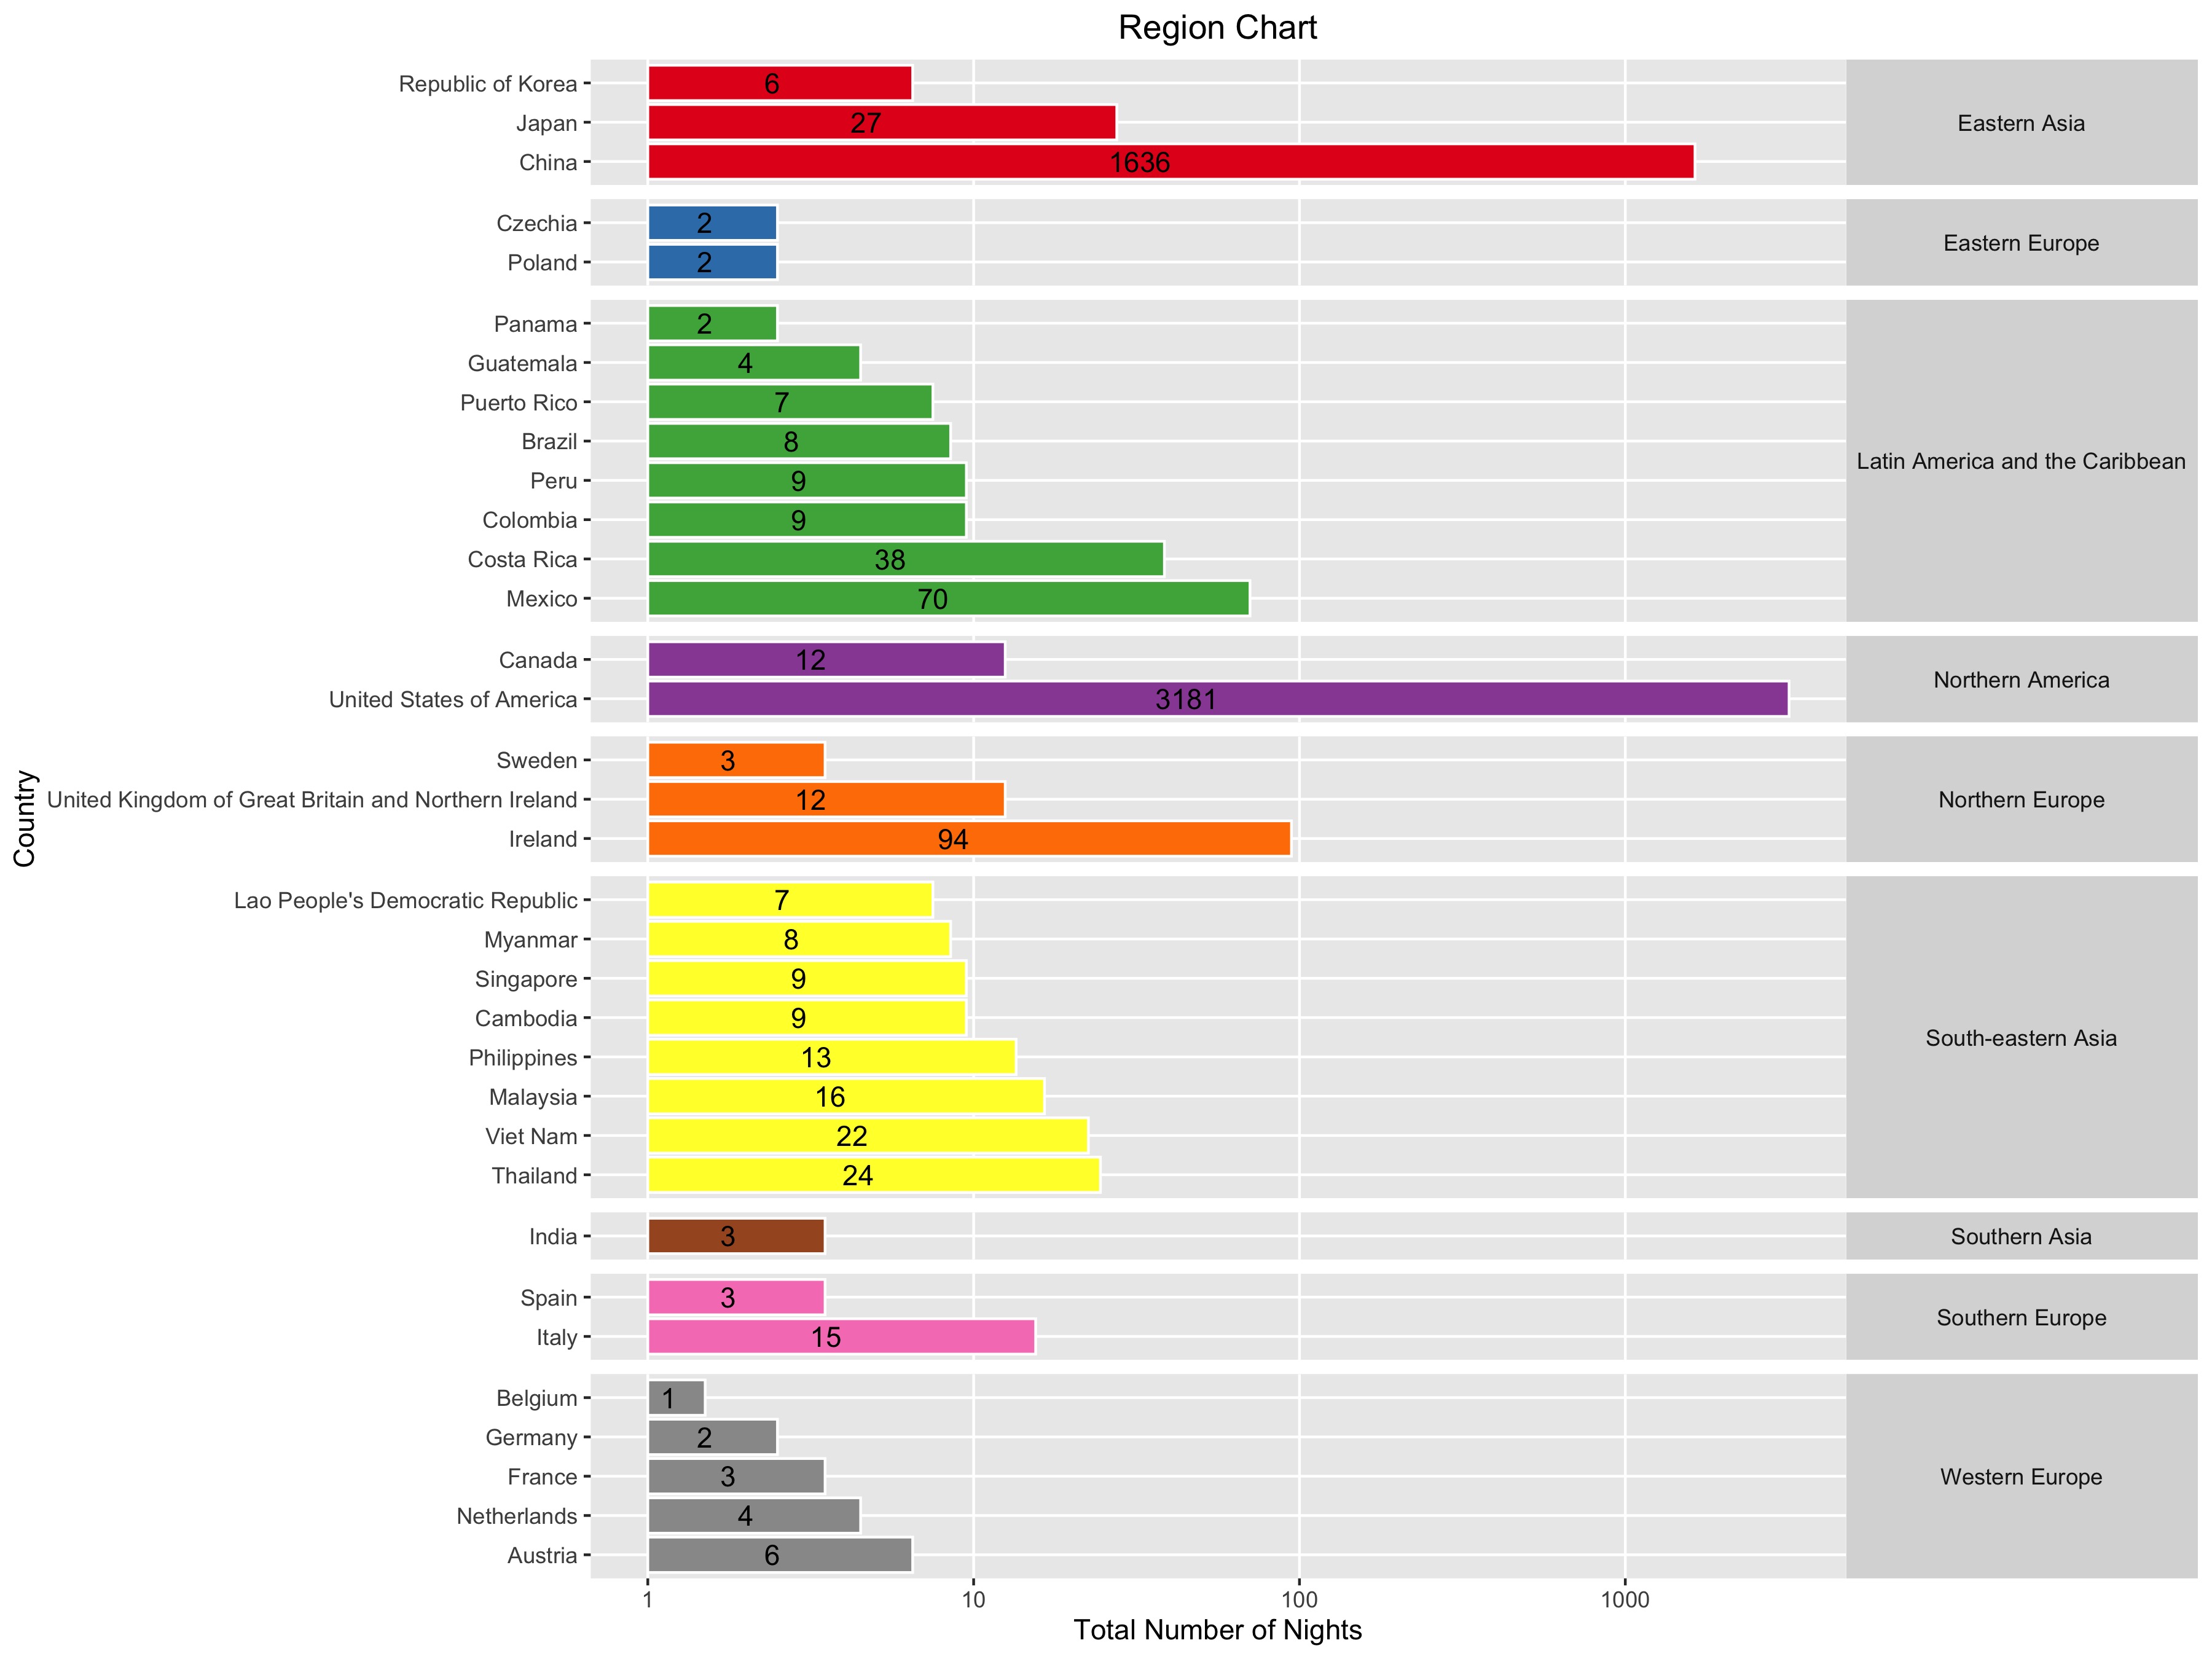 Region Chart
Republic of Korea 6
Japan 27
China 1636
Eastern Asia
Czechia 2
Poland 2
Eastern Europe
Panama 2
Guatemala 4
Puerto Rico 7
Brazil 8
Peru 9
Colombia 9
Costa Rica 38
Mexico 70
Latin America and the Caribbean
Canada 12
United States of America 3181
Northern America
Sweden 3
United Kingdom of Great Britain and Northern Ireland 12
Ireland 94
Northern Europe
Lao People's Democratic Republic 7
Myanmar 8
Singapore 9
Cambodia 9
Philippines 13
Malaysia 16
Viet Nam 22
Thailand 24
South-eastern Asia
India 3
Southern Asia
Spain 3
Italy 15
Southern Europe
Belgium 1
Germany 2
France 3
Netherlands 4
Austria 6
Western Europe
1 10 100 1000
Total Number of Nights
Country